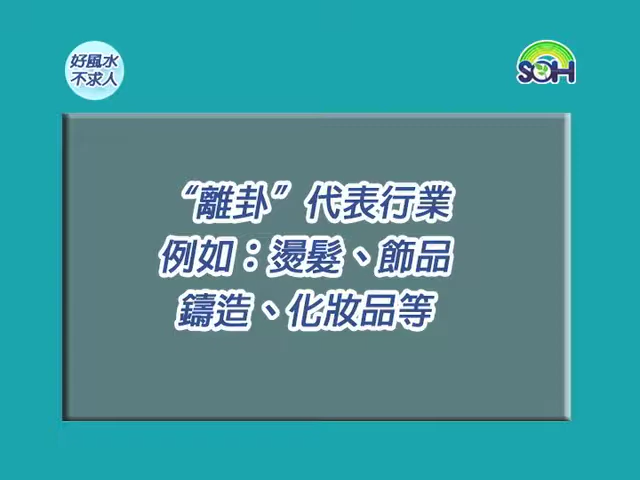 好風水
不求人
SOH
“離卦”代表行業
例如：燙髮、飾品
鑄造、化妝品等